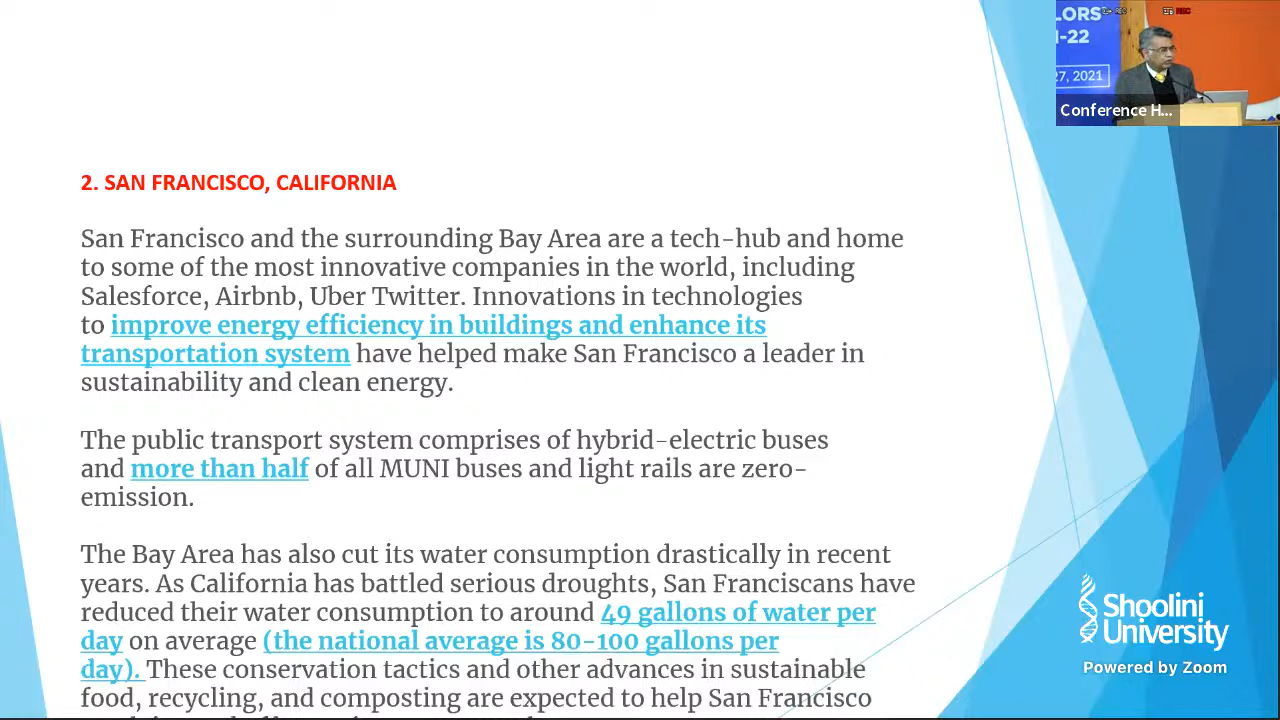 LORS
REC
REC
-22
27, 2021
Conference H...
2. SAN FRANCISCO, CALIFORNIA
San Francisco and the surrounding Bay Area are a tech-hub and home
to some of the most innovative companies in the world, including
Salesforce, Airbnb, Uber Twitter. Innovations in technologies
to improve energy efficiency in buildings and enhance its
transportation system have helped make San Francisco a leader in
sustainability and clean energy.
The public transport system comprises of hybrid-electric buses
and more than half of all MUNI buses and light rails are zero-
emission.
The Bay Area has also cut its water consumption drastically in recent
years. As California has battled serious droughts, San Franciscans have
reduced their water consumption to around 49 gallons of water per
day on average (the national average is 80-100 gallons per
day). These conservation tactics and other advances in sustainable
food, recycling, and composting are expected to help San Francisco
Shoolini
University
Powered by Zoom